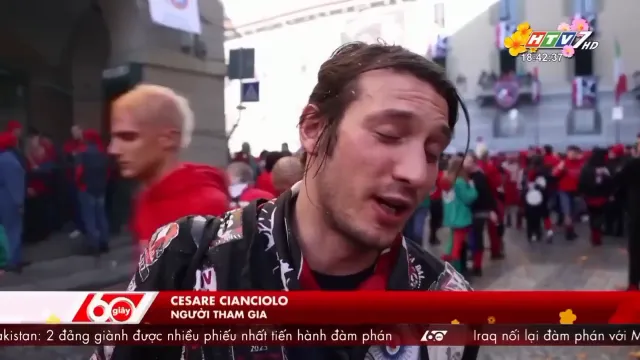 HTV7 HD
18:42:37
60 giây
CESARE CIANCIOLO
NGƯỜI THAM GIA
akistan: 2 đảng giành được nhiều phiếu nhất tiến hành đàm phán 60 Iraq nối lại đàm phán với M